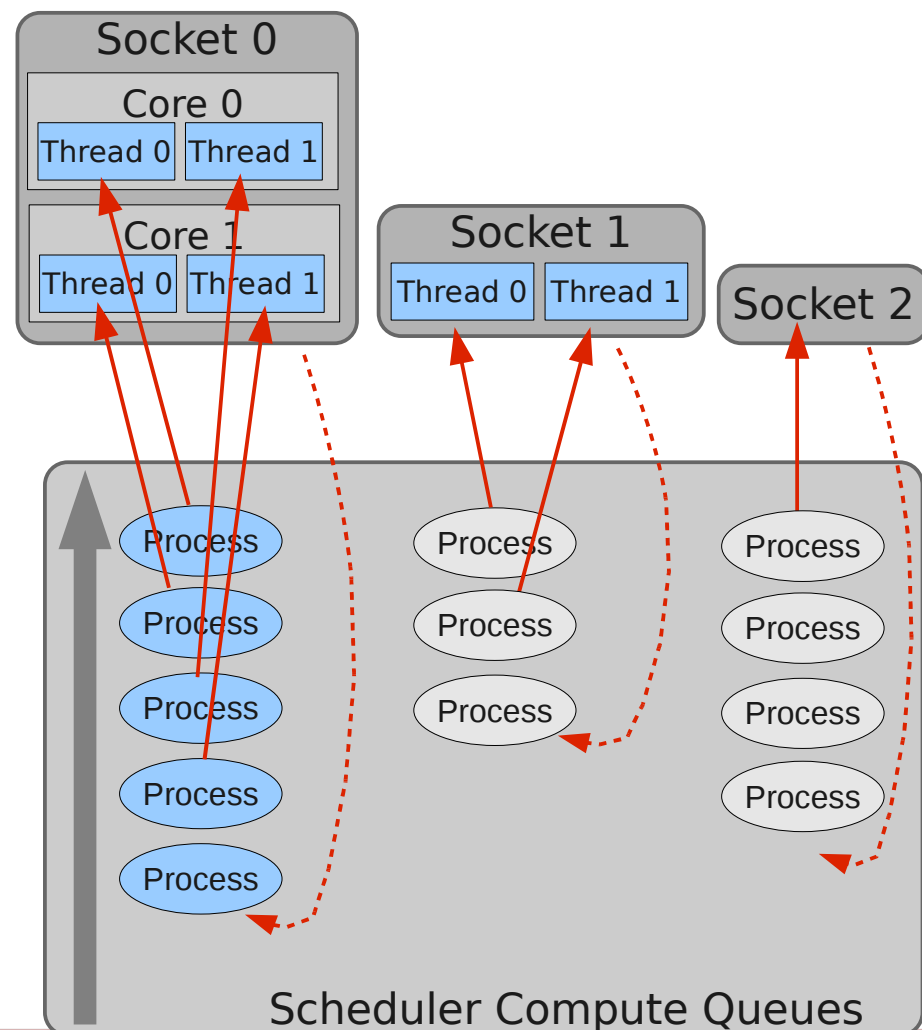 Socket 0
Core 0
Thread 0 Thread 1
Core 1
Thread 0 Thread 1
Socket 1
Thread 0 Thread 1
Socket 2
Process
Process
Process
Process
Process
Process
Process
Process
Process
Process
Process
Process
Scheduler Compute Queues